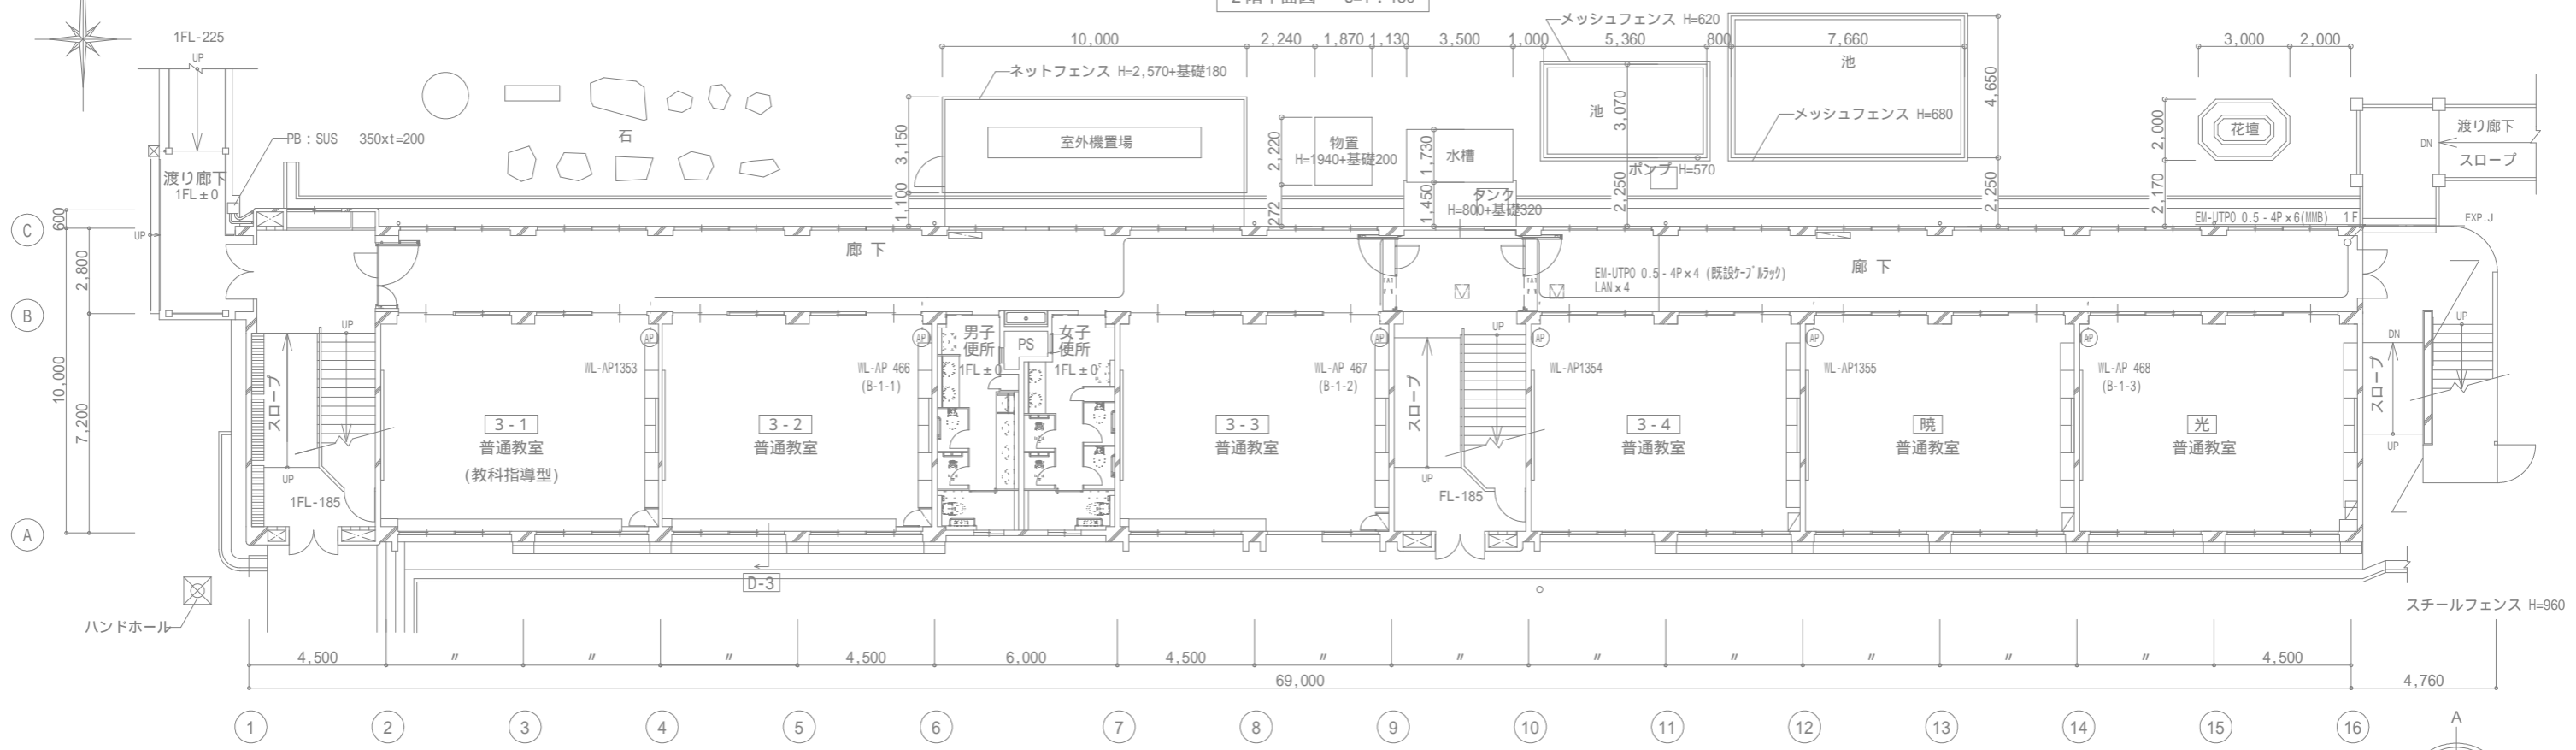 1FL-225
UP
メッシュフェンス H=620
10,000
2,240
1,870
1,130
3,500
1,000
5,360
800
7,660
3,000
2,000
ネットフェンス H=2,570+基礎180
池
4,650
石
PB：SUS 350xt=200
3,150
室外機置場
2,220
物置
H=1940+基礎200
1,730
水槽
池
3,070
メッシュフェンス H=680
2,000
花壇
渡り廊下
DN
スロープ
渡り廊下
1FL±0
1,100
272
1,450
タンク
H=800+基礎320
ポンプ H=570
2,250
2,250
2,170
EM-UTPO 0.5 - 4P×6(MMB) 1F
EXP.J
C
600
UP
2,800
廊 下
EM-UTPO 0.5 - 4P×4 (既設ケーブルラック)
LAN×4
廊 下
B
10,000
7,200
UP
スロープ
UP
1FL-185
AP
WL-AP1353
3-1
普通教室
(教科指導型)
AP
WL-AP 466
(B-1-1)
3-2
普通教室
男子
便所
1FL±0
PS
女子
便所
1FL±0
AP
WL-AP 467
(B-1-2)
3-3
普通教室
UP
スロープ
UP
FL-185
AP
WL-AP1354
3-4
普通教室
AP
WL-AP1355
暁
普通教室
AP
WL-AP 468
(B-1-3)
光
普通教室
DN
スロープ
UP
UP
A
D-3
ハンドホール
スチールフェンス H=960
4,500
〃
〃
〃
4,500
6,000
4,500
〃
〃
〃
〃
〃
〃
〃
4,500
69,000
4,760
1
2
3
4
5
6
7
8
9
10
11
12
13
14
15
16
A